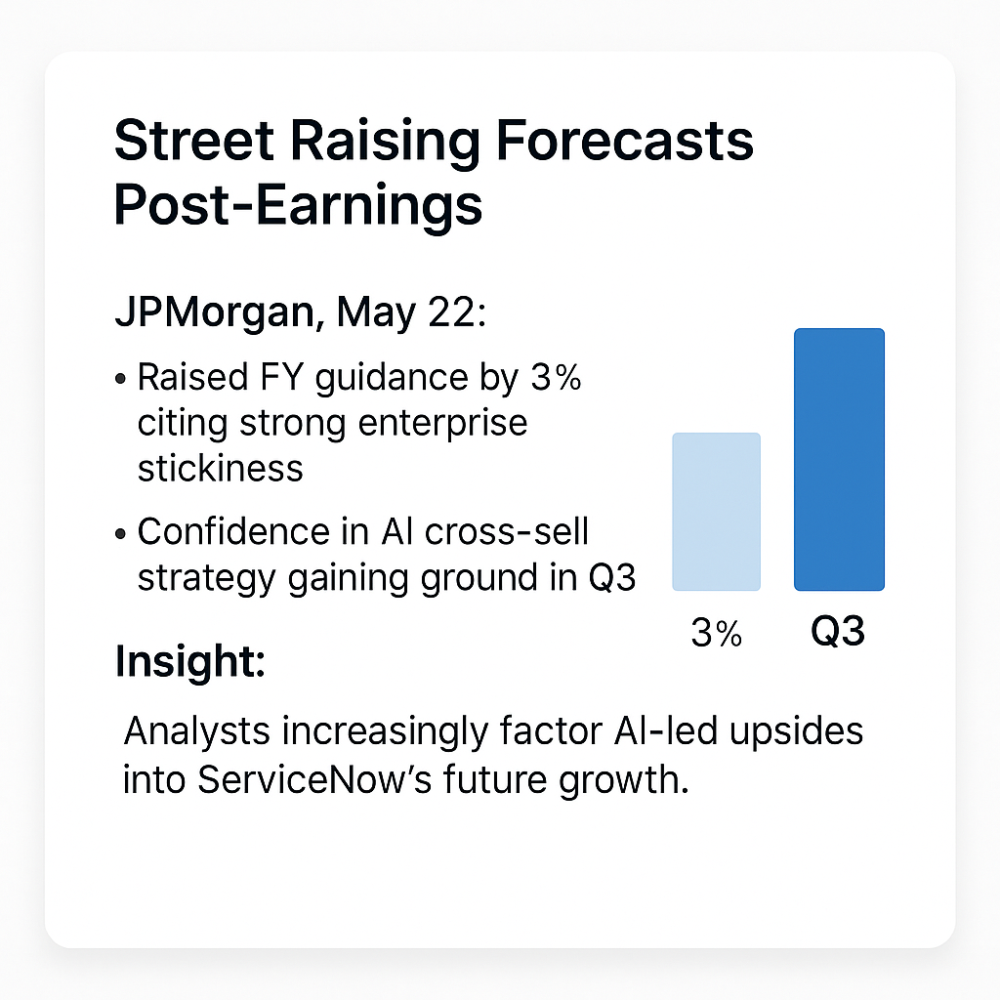 Street Raising Forecasts
Post-Earnings
JPMorgan, May 22:
• Raised FY guidance by 3%
citing strong enterprise
stickiness
• Confidence in AI cross-sell
strategy gaining ground in Q3
3%
Q3
Insight:
Analysts increasingly factor AI-led upsides
into ServiceNow’s future growth.